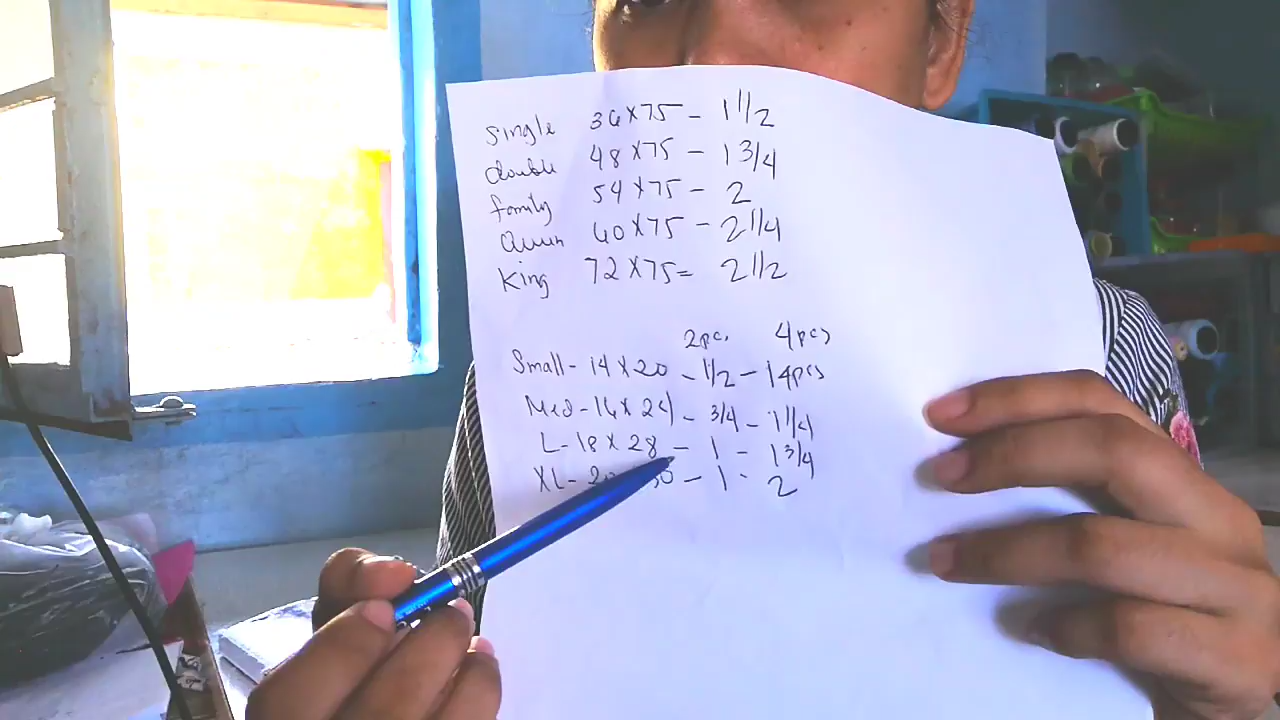 Single 36x75 - 1 1/2
double 48x75 - 1 3/4
family 54x75 - 2
Queen 60x75 - 2 1/4
King 72x75= 2 1/2
2pc. 4pcs
Small - 14x20 - 1/2 - 14pcs
Med - 16x24 - 3/4 - 1 1/4
L - 18x28 - 1 - 1 3/4
XL - - 1 - 2